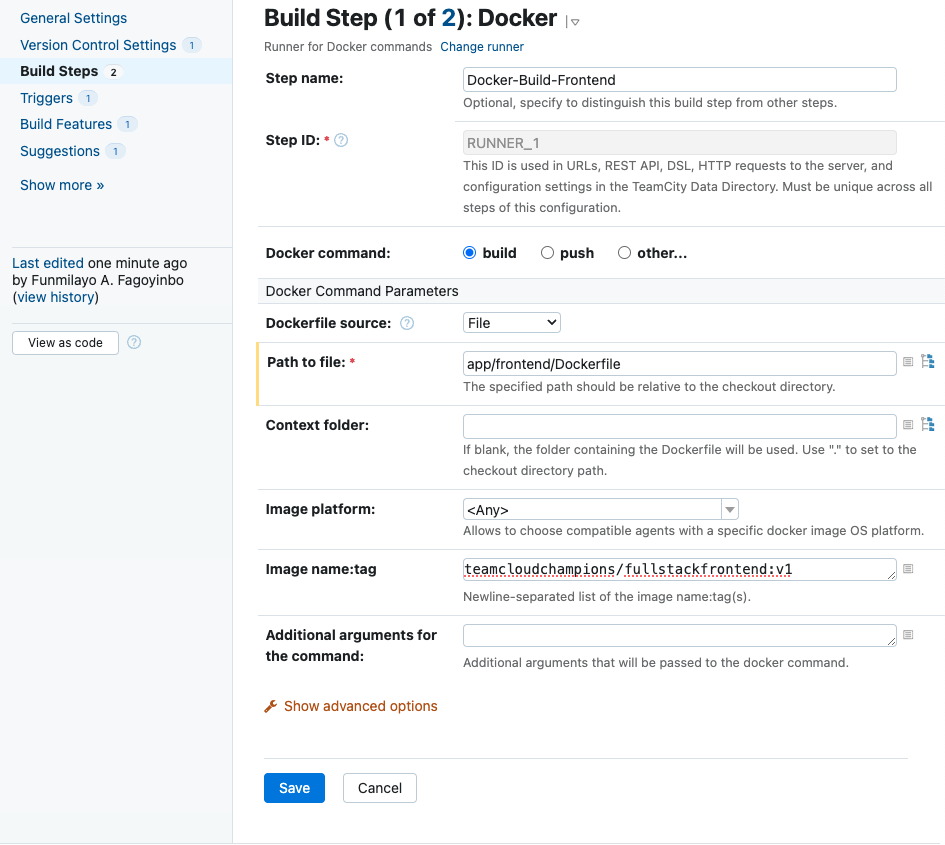 General Settings
Version Control Settings 1
Build Steps 2
Triggers 1
Build Features 1
Suggestions 1
Show more »
Last edited one minute ago
by Funmilayo A. Fagoyinbo
(view history)
View as code ?
Build Step (1 of 2): Docker
Runner for Docker commands Change runner
Step name: Docker-Build-Frontend
Optional, specify to distinguish this build step from other steps.
Step ID: * ? RUNNER_1
This ID is used in URLs, REST API, DSL, HTTP requests to the server, and
configuration settings in the TeamCity Data Directory. Must be unique across all
steps of this configuration.
Docker command: build push other...
Docker Command Parameters
Dockerfile source: ? File
Path to file: * app/frontend/Dockerfile
The specified path should be relative to the checkout directory.
Context folder:
If blank, the folder containing the Dockerfile will be used. Use "." to set to the
checkout directory path.
Image platform: <Any>
Allows to choose compatible agents with a specific docker image OS platform.
Image name:tag teamcloudchampions/fullstackfrontend:v1
Newline-separated list of the image name:tag(s).
Additional arguments for
the command:
Additional arguments that will be passed to the docker command.
Show advanced options
Save Cancel